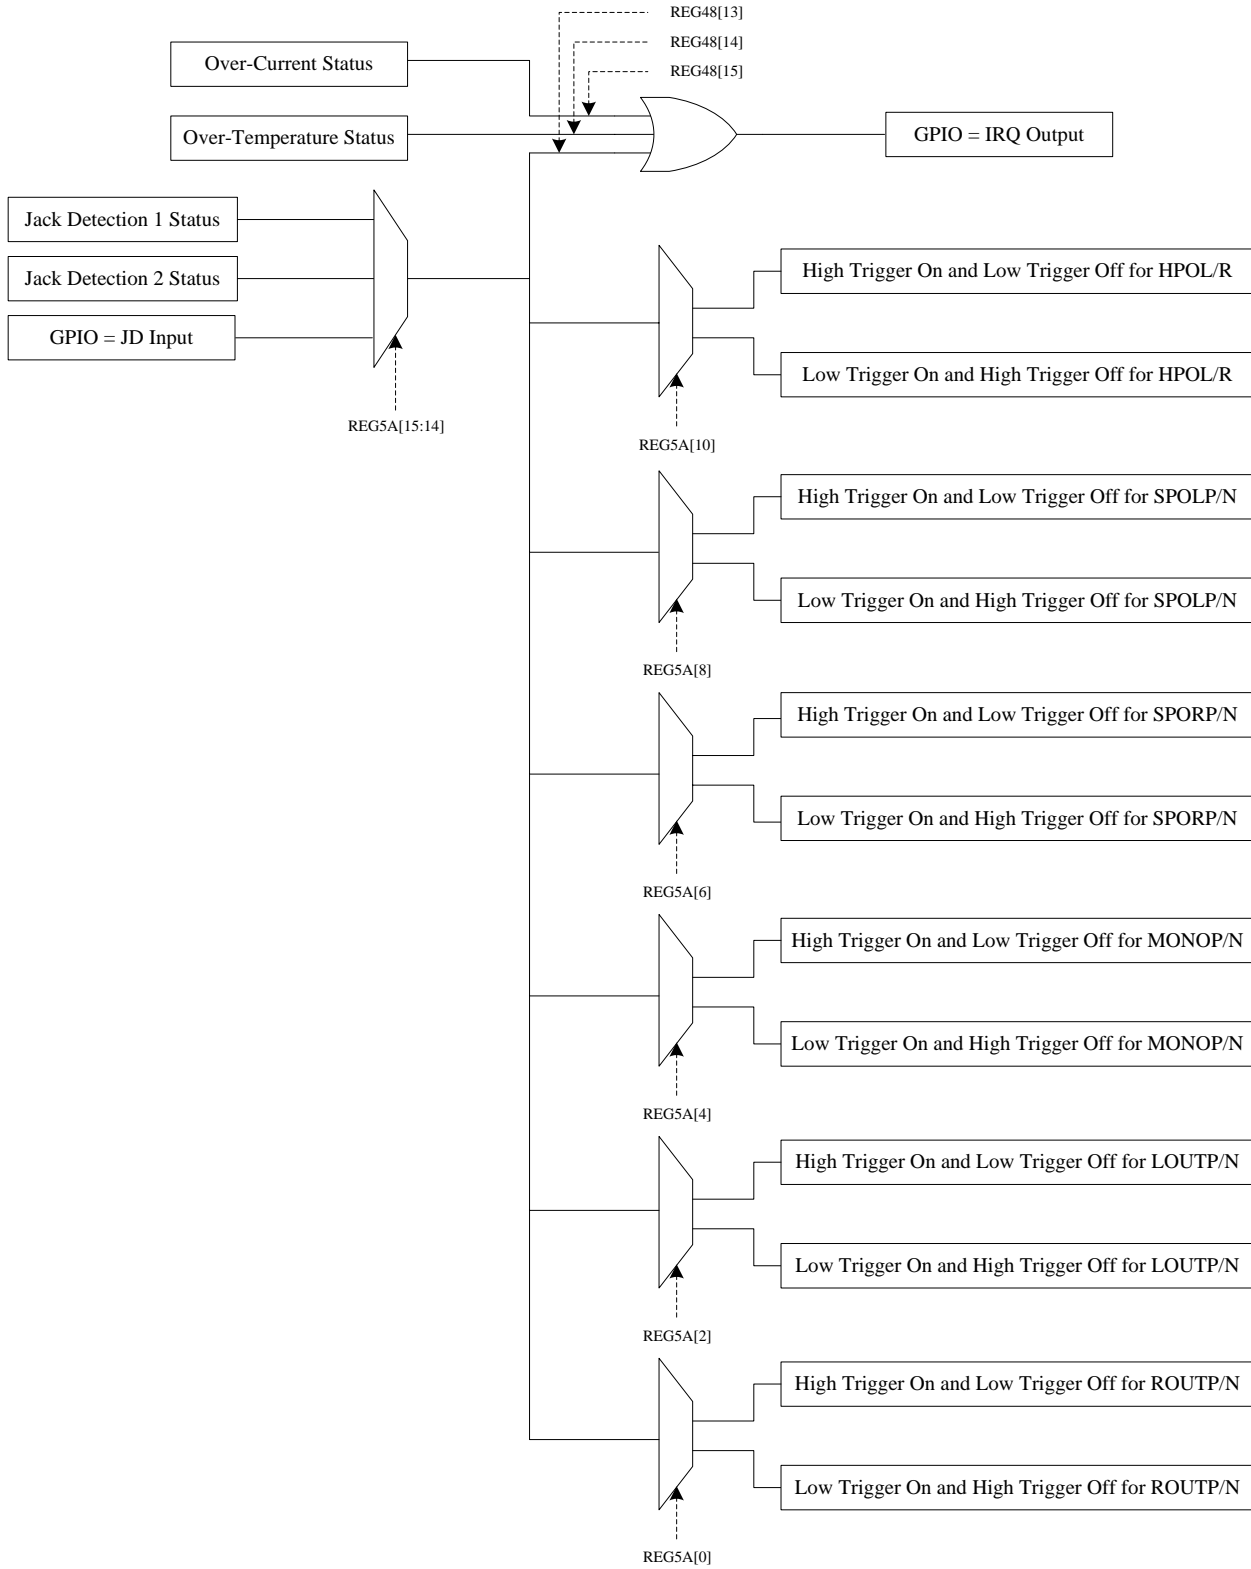 REG48[13]
REG48[14]
REG48[15]
Over-Current Status
Over-Temperature Status
GPIO = IRQ Output
Jack Detection 1 Status
Jack Detection 2 Status
GPIO = JD Input
REG5A[15:14]
High Trigger On and Low Trigger Off for HPOL/R
Low Trigger On and High Trigger Off for HPOL/R
REG5A[10]
High Trigger On and Low Trigger Off for SPOLP/N
Low Trigger On and High Trigger Off for SPOLP/N
REG5A[8]
High Trigger On and Low Trigger Off for SPORP/N
Low Trigger On and High Trigger Off for SPORP/N
REG5A[6]
High Trigger On and Low Trigger Off for MONOP/N
Low Trigger On and High Trigger Off for MONOP/N
REG5A[4]
High Trigger On and Low Trigger Off for LOUTP/N
Low Trigger On and High Trigger Off for LOUTP/N
REG5A[2]
High Trigger On and Low Trigger Off for ROUTP/N
Low Trigger On and High Trigger Off for ROUTP/N
REG5A[0]